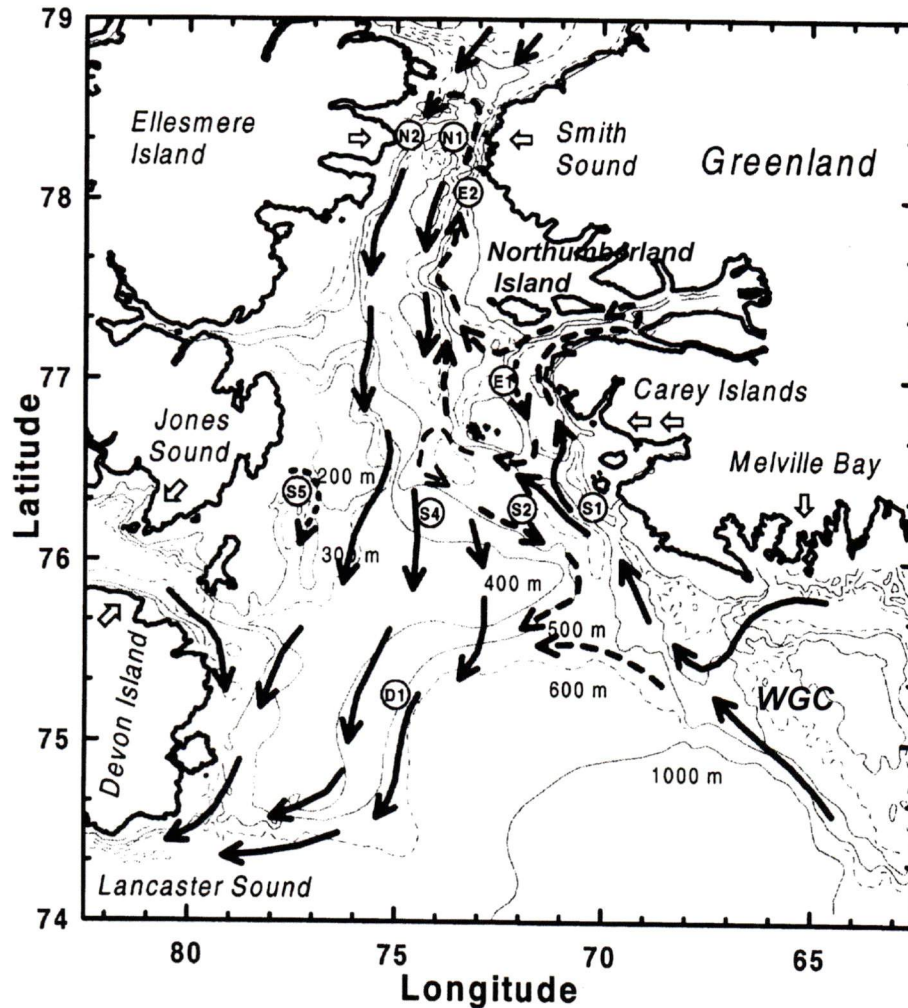 79
Ellesmere
Island
N2
N1
Smith
Sound
Greenland
78
E2
Northumberland
Island
77
E1
Carey Islands
Jones
Sound
Melville Bay
Latitude
S5
200 m
S4
S2
S1
76
300 m
400 m
500 m
Devon Island
D1
600 m
WGC
75
1000 m
Lancaster Sound
74
80
75
70
65
Longitude